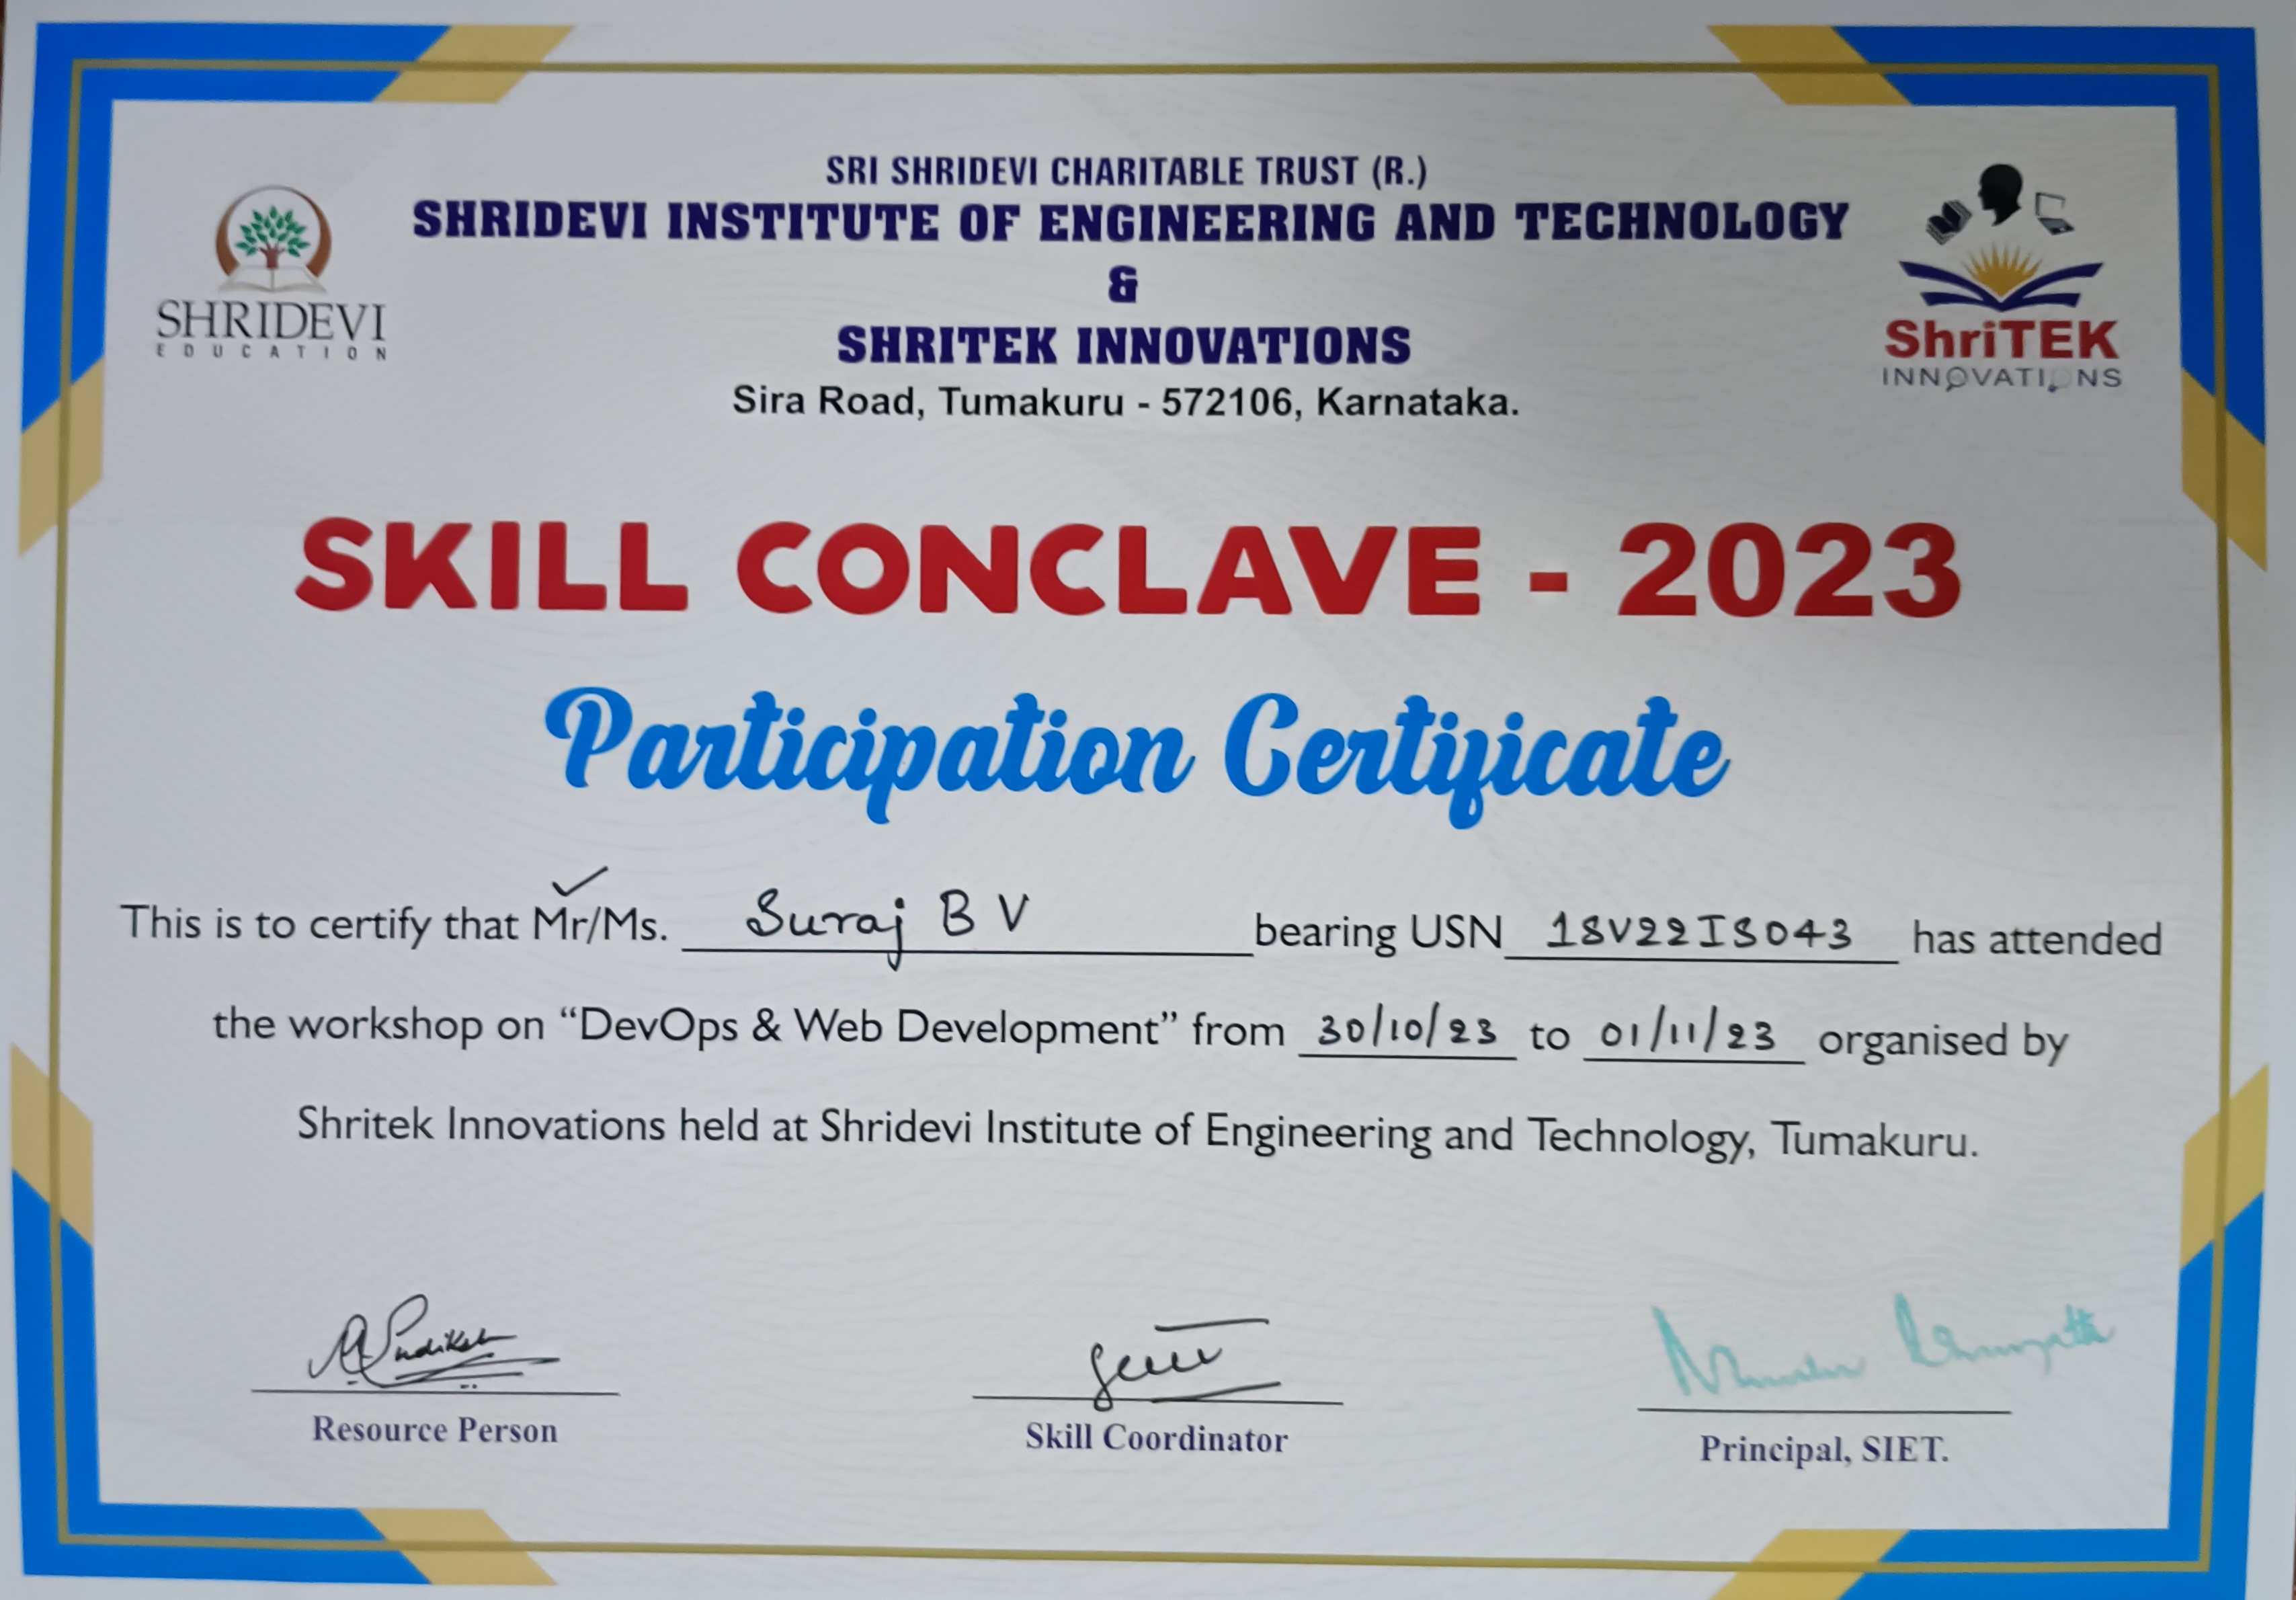 SRI SHRIDEVI CHARITABLE TRUST (R.)
SHRIDEVI INSTITUTE OF ENGINEERING AND TECHNOLOGY
&
SHRITEK INNOVATIONS
Sira Road, Tumakuru - 572106, Karnataka.
SHRIDEVI
EDUCATION
ShriTEK
INNOVATIONS
SKILL CONCLAVE - 2023
Participation Certificate
This is to certify that Mr/Ms. Suraj B V bearing USN 1SV22IS043 has attended
the workshop on “DevOps & Web Development” from 30/10/23 to 01/11/23 organised by
Shritek Innovations held at Shridevi Institute of Engineering and Technology, Tumakuru.
Resource Person
Skill Coordinator
Principal, SIET.